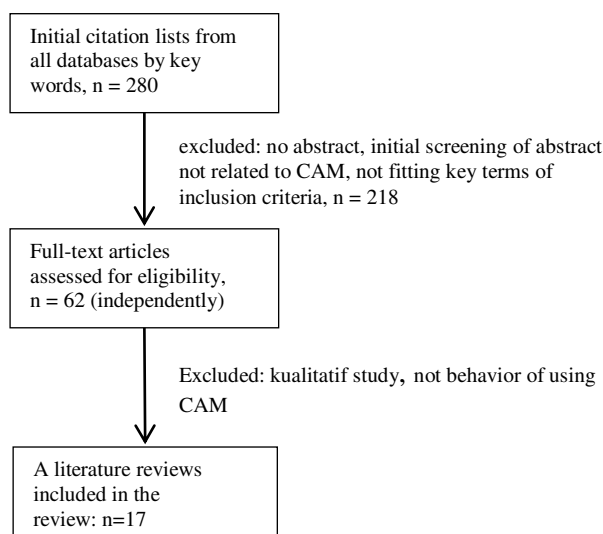 Initial citation lists from
all databases by key
words, n = 280
excluded: no abstract, initial screening of abstract
not related to CAM, not fitting key terms of
inclusion criteria, n = 218
Full-text articles
assessed for eligibility,
n = 62 (independently)
Excluded: kualitatif study, not behavior of using
CAM
A literature reviews
included in the
review: n=17